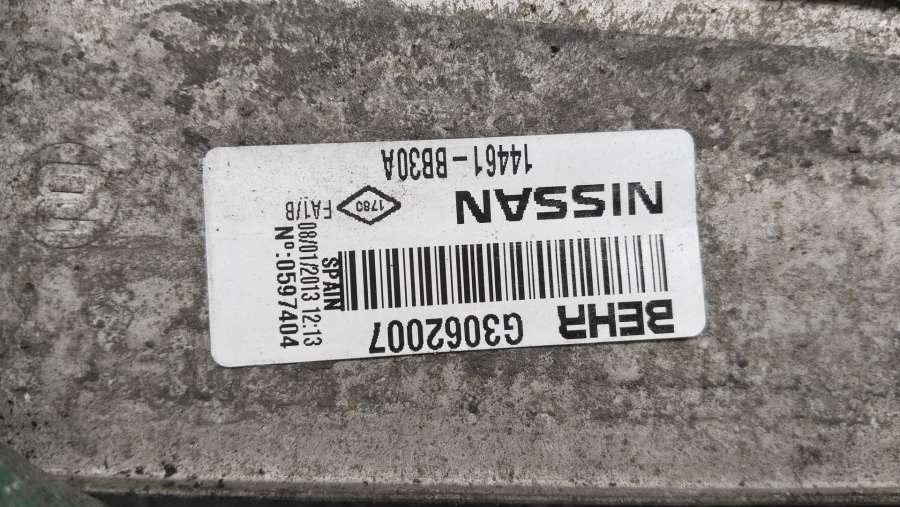 BEHR G3062007
NISSAN
14461-BB30A
1780
FA1/B
SPAIN
08/01/2013 12:13
Nº:0597404